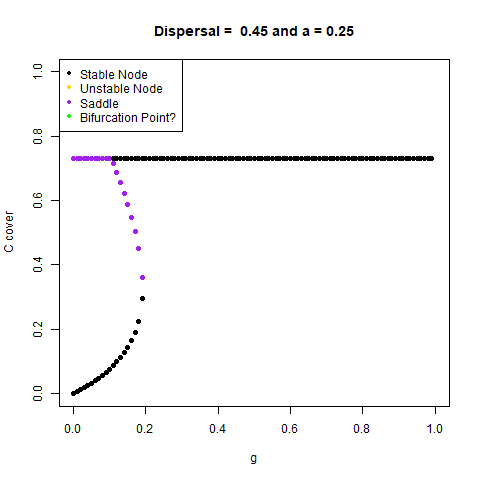 Dispersal =  0.45 and a = 0.25
Stable Node
Unstable Node
Saddle
Bifurcation Point?
C cover
1.0
0.8
0.6
0.4
0.2
0.0
0.0 0.2 0.4 0.6 0.8 1.0
g